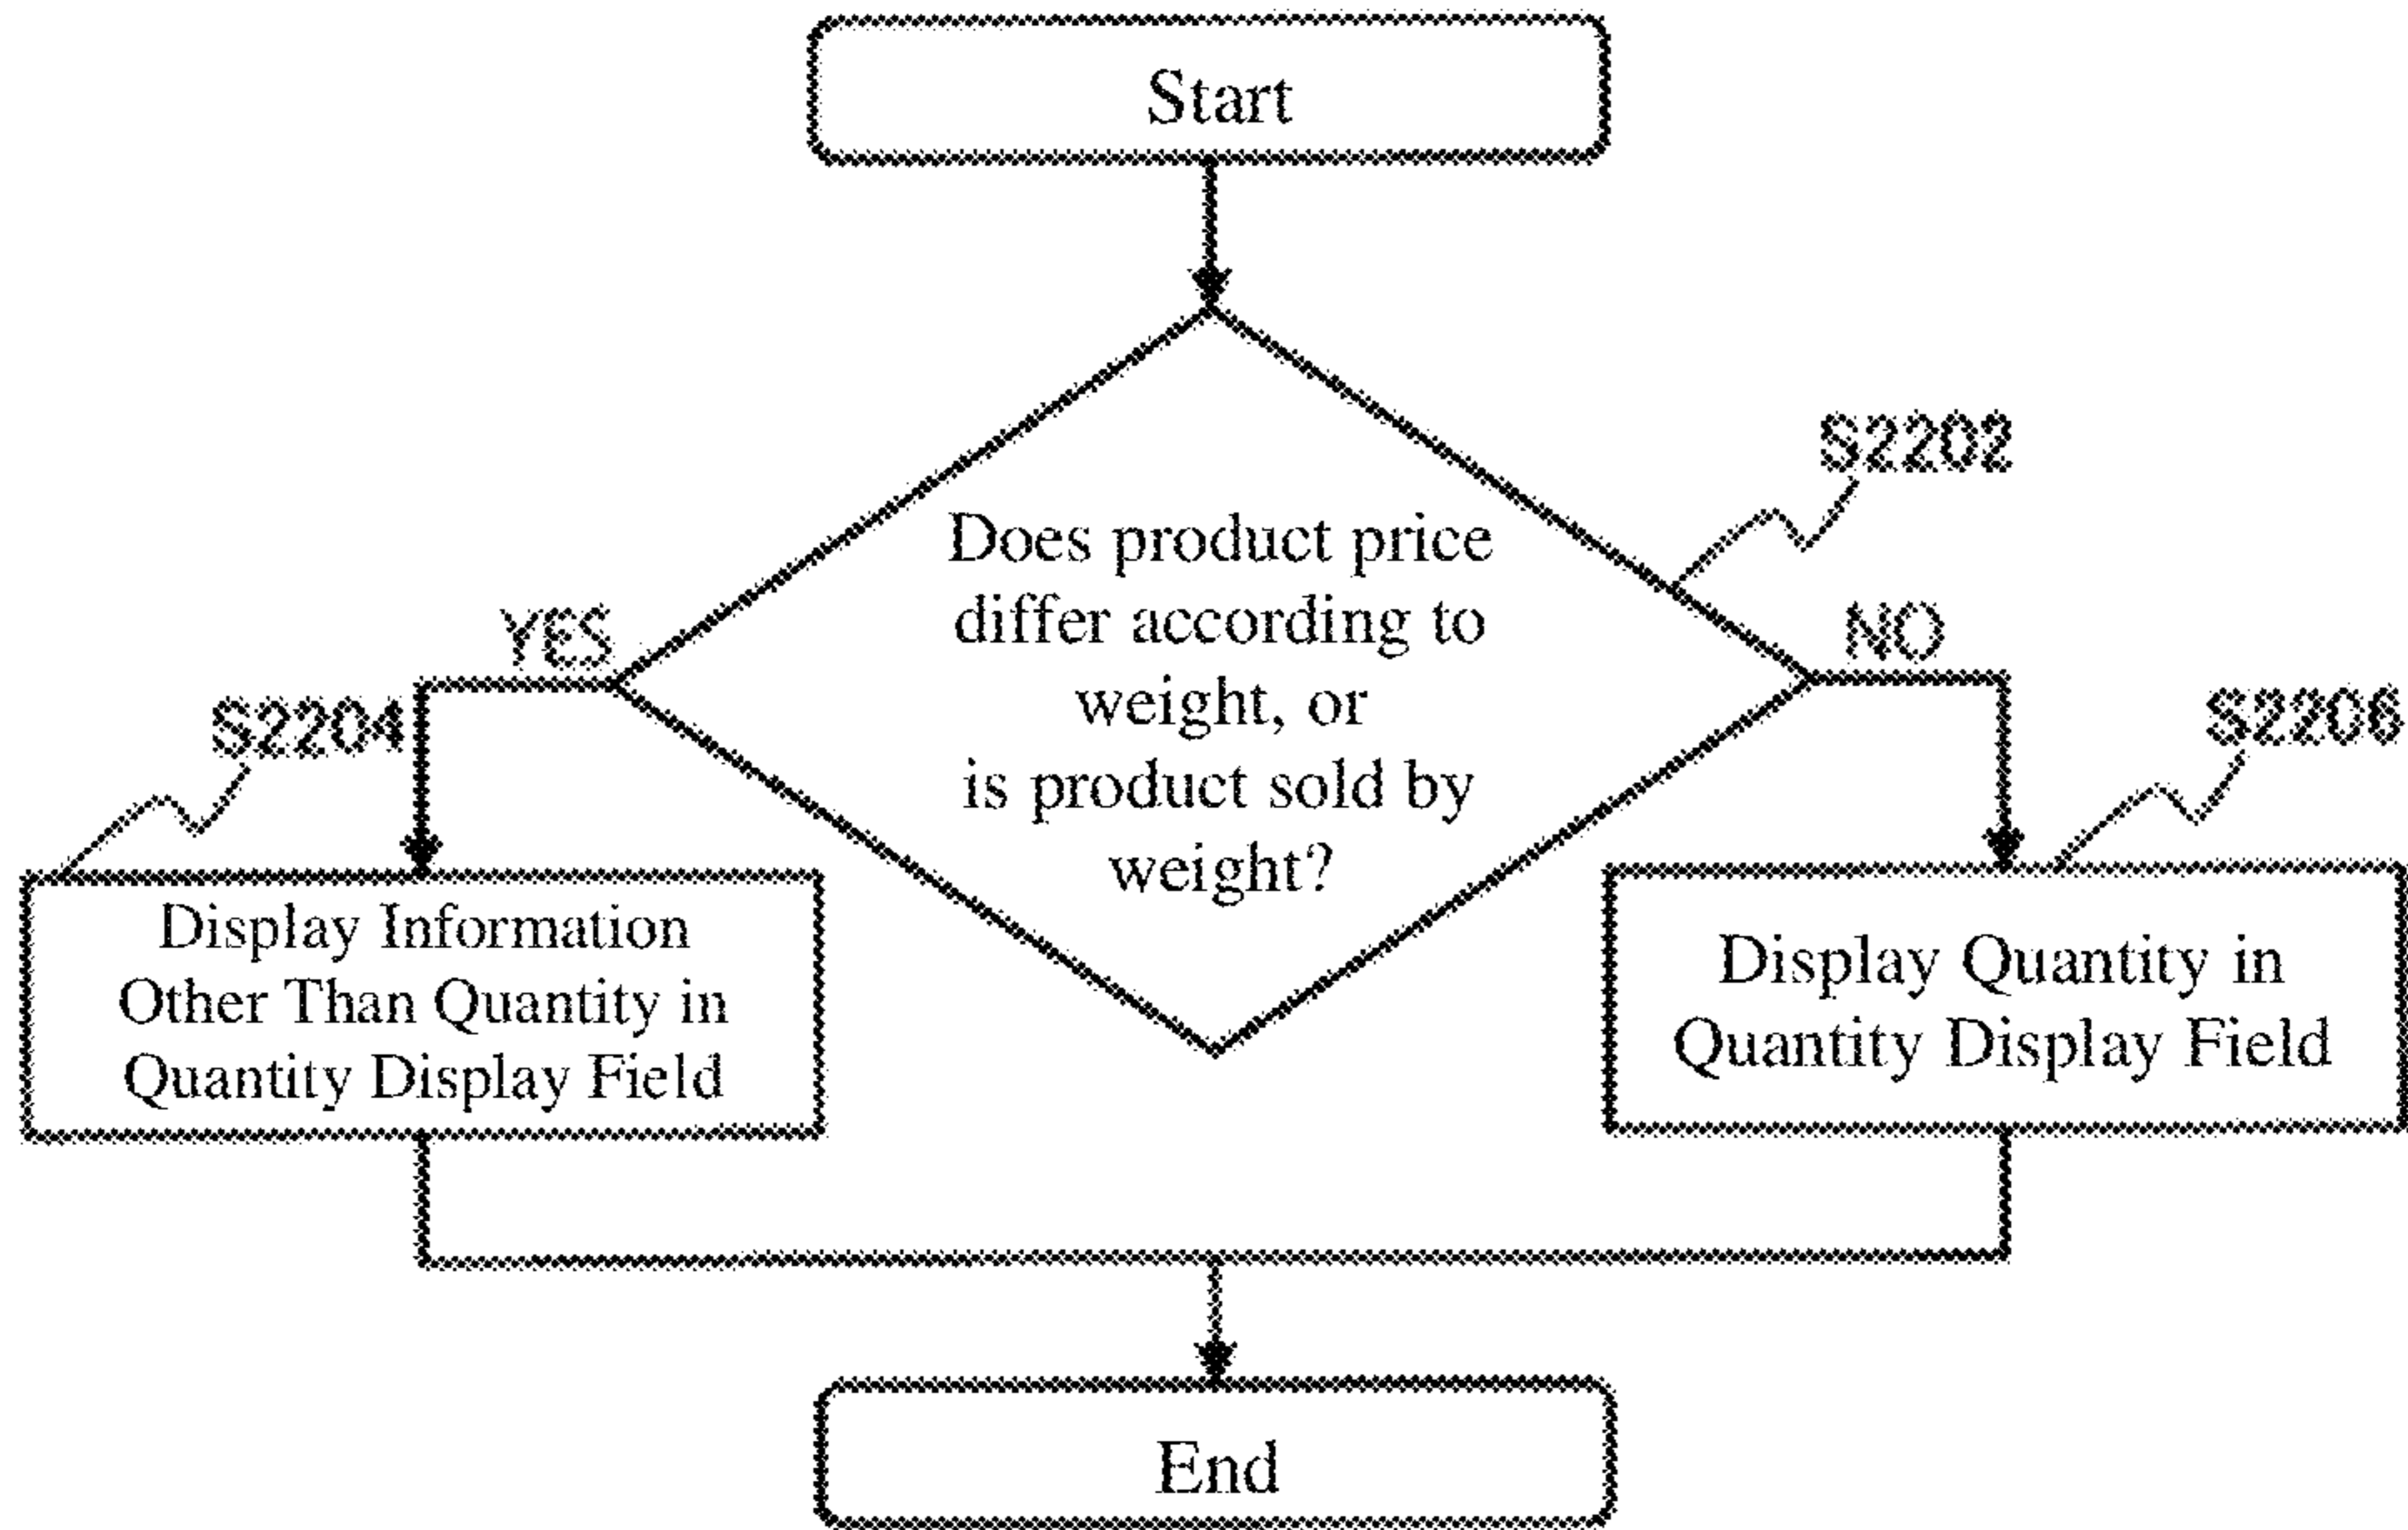 Start
S2202
Does product price
differ according to
weight, or
is product sold by
weight?
YES
NO
S2204
S2206
Display Information
Other Than Quantity in
Quantity Display Field
Display Quantity in
Quantity Display Field
End